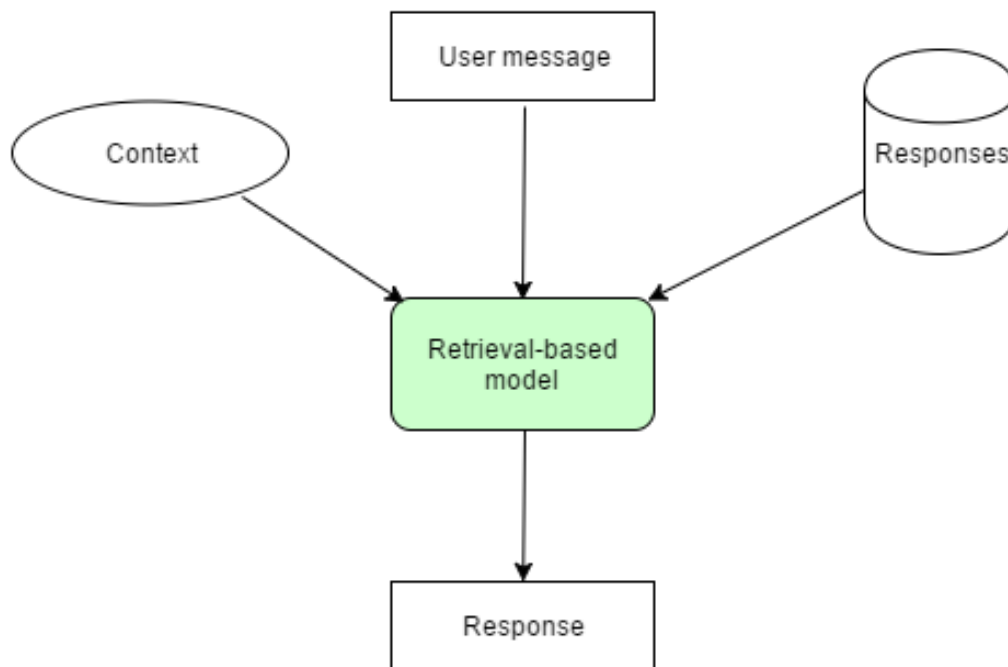 User message
Context
Responses
Retrieval-based
model
Response